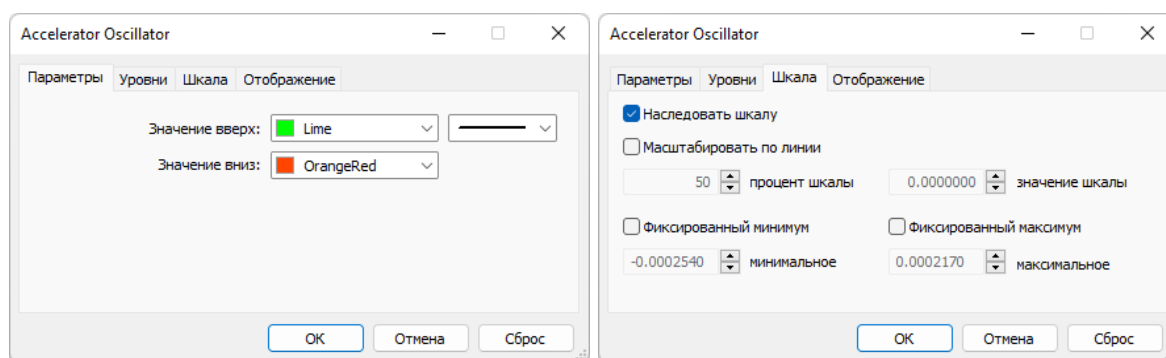 Accelerator Oscillator
Параметры Уровни Шкала Отображение
Значение вверх: Lime
Значение вниз: OrangeRed
ОК Отмена Сброс
Accelerator Oscillator
Параметры Уровни Шкала Отображение
Наследовать шкалу
Масштабировать по линии
50 процент шкалы 0.0000000 значение шкалы
Фиксированный минимум Фиксированный максимум
-0.0002540 минимальное 0.0002170 максимальное
ОК Отмена Сброс